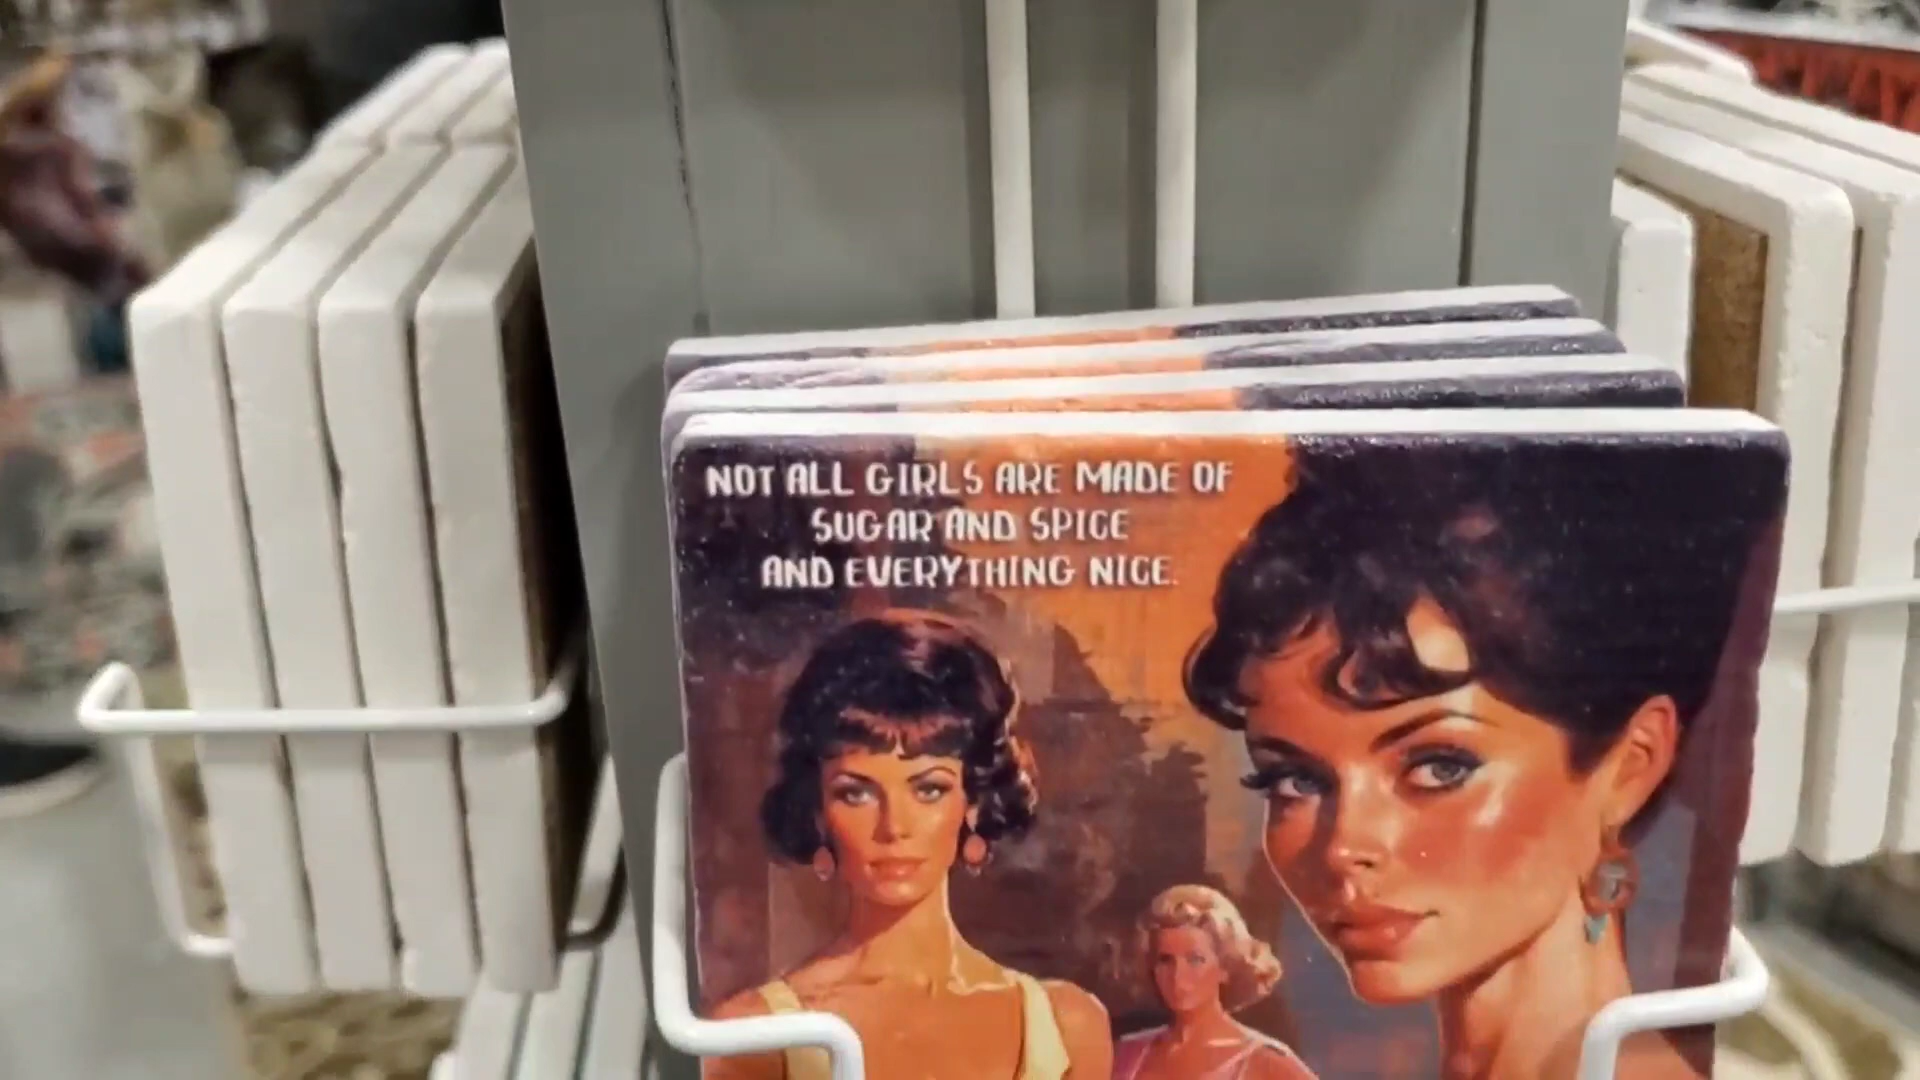 NOT ALL GIRLS ARE MADE OF
SUGAR AND SPICE
AND EVERYTHING NICE.